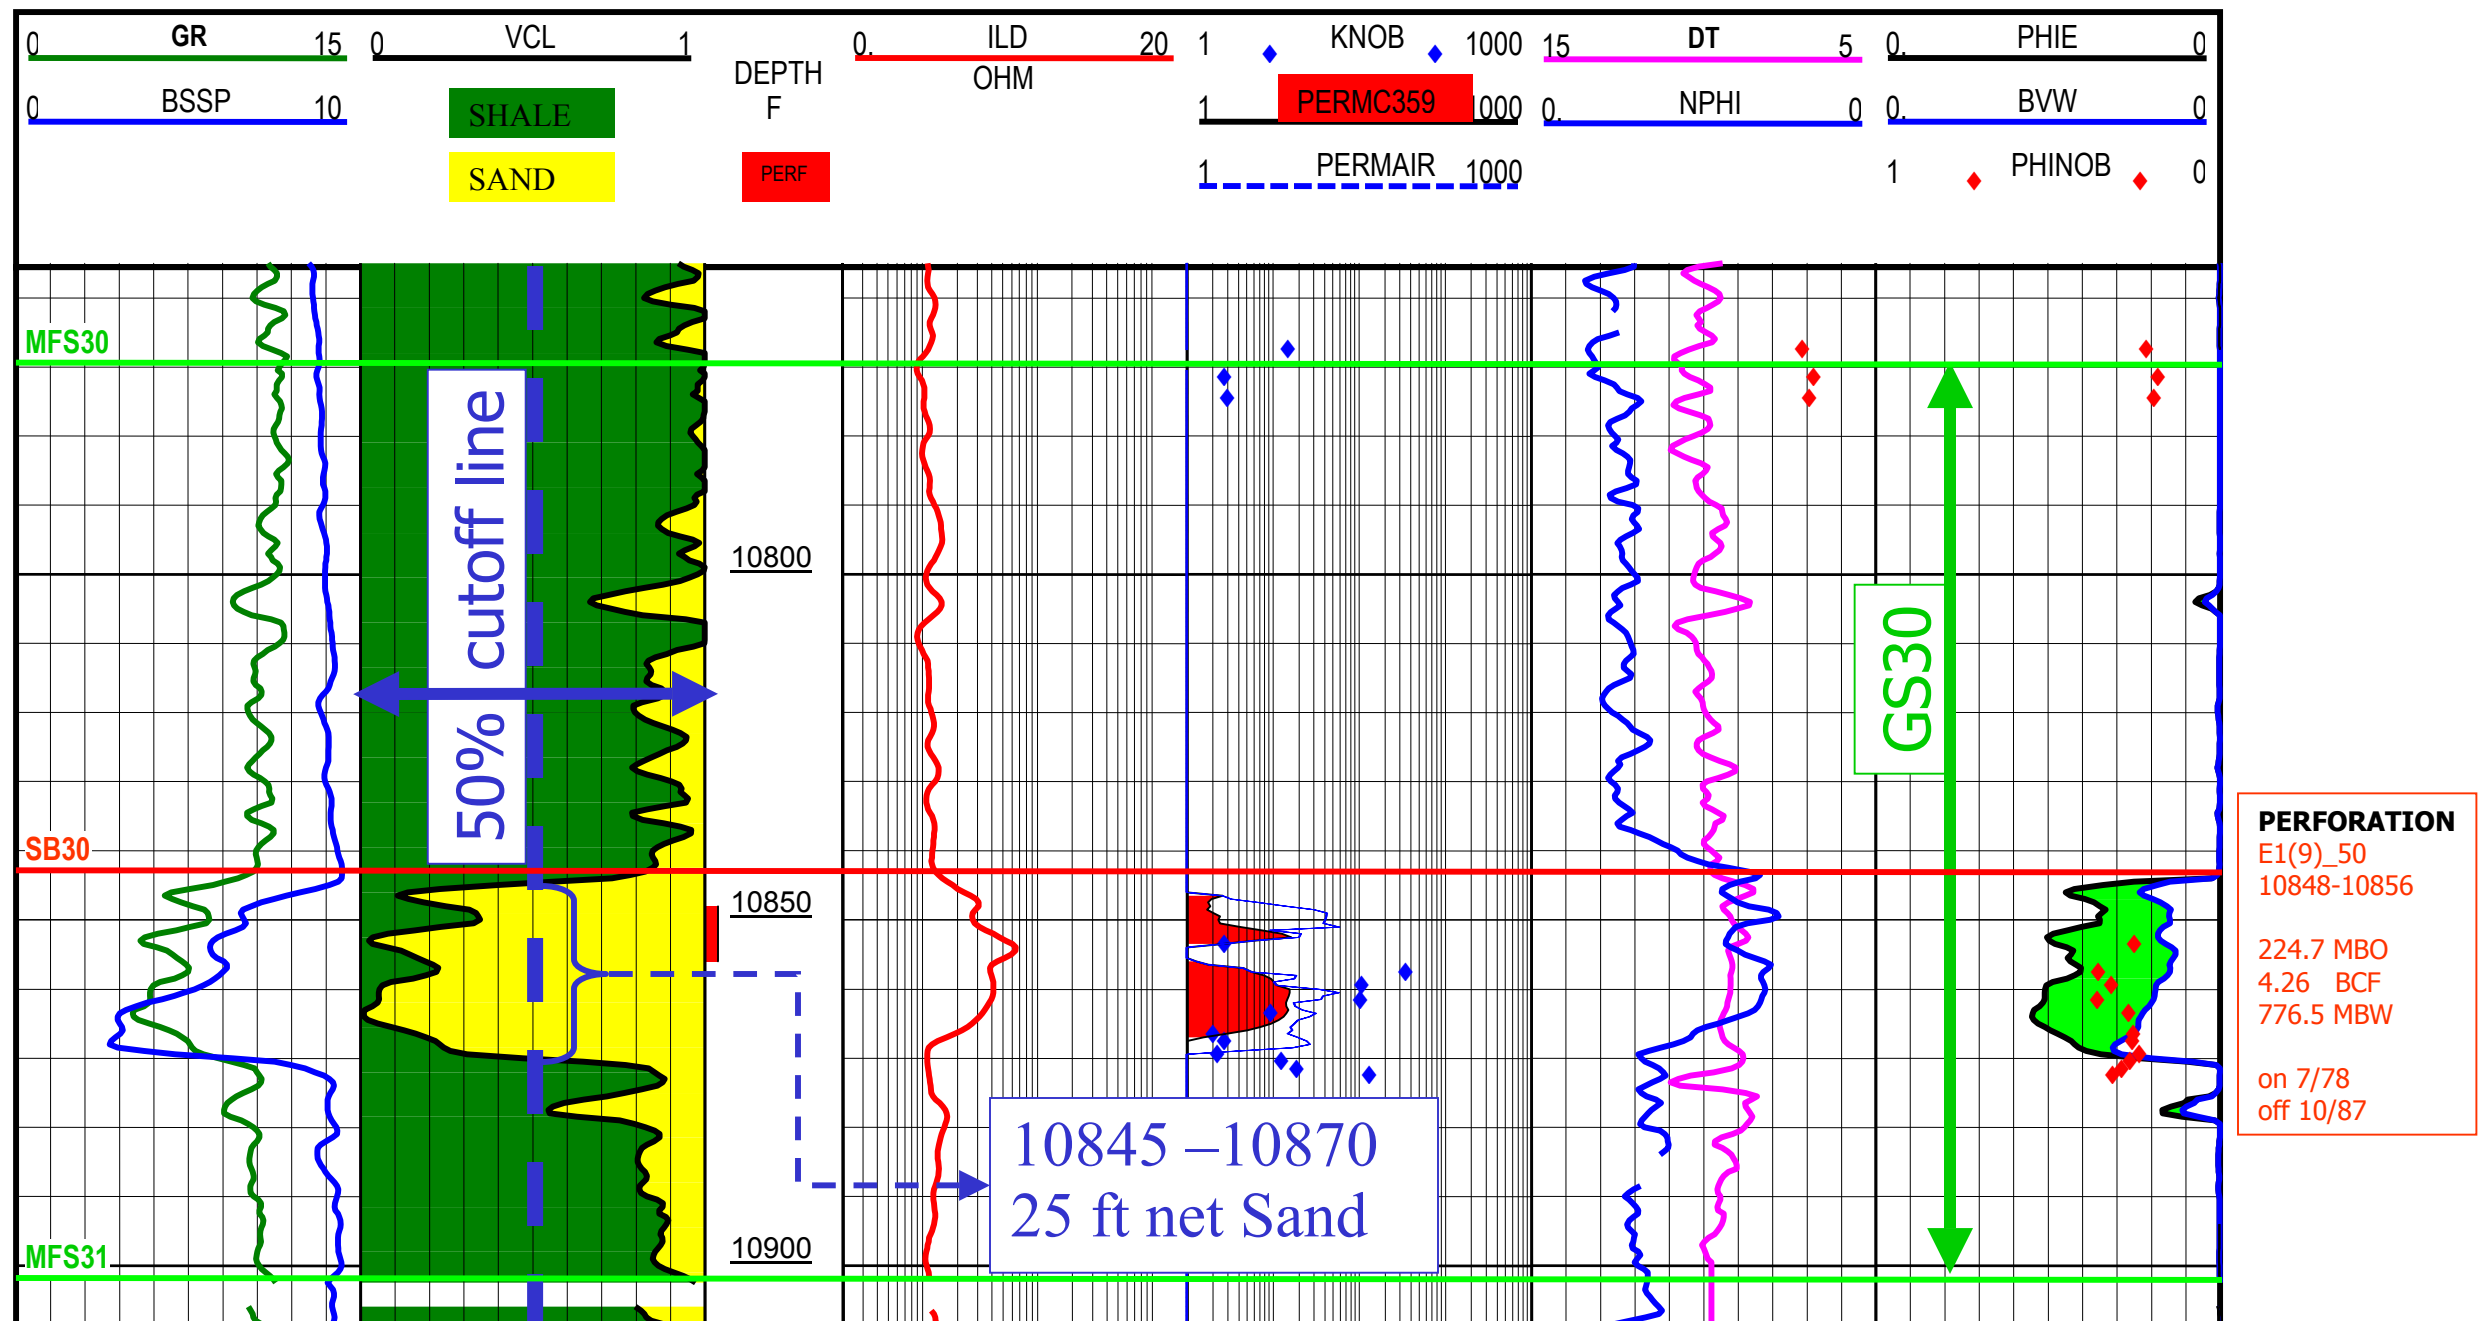 0 GR 15
0 VCL 1
0. ILD 20
1 KNOB 1000
15 DT 5
0. PHIE 0
DEPTH
F
OHM
0 BSSP 10
SHALE
1 PERMC359 1000
0. NPHI 0
0. BVW 0
SAND
PERF
1 PERMAIR 1000
1 PHINOB 0
MFS30
50% cutoff line
10800
GS30
SB30
PERFORATION
E1(9)_50
10848-10856
224.7 MBO
4.26 BCF
776.5 MBW
on 7/78
off 10/87
10850
10845 –10870
25 ft net Sand
10900
MFS31